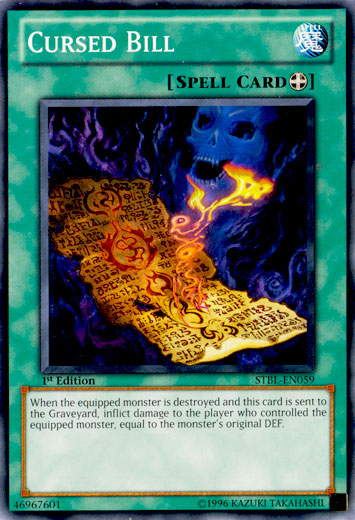 CURSED BILL
[SPELL CARD]
1st Edition
STBL-EN059
When the equipped monster is destroyed and this card is sent to
the Graveyard, inflict damage to the player who controlled the
equipped monster, equal to the monster's original DEF.
46967601
©1996 KAZUKI TAKAHASHI